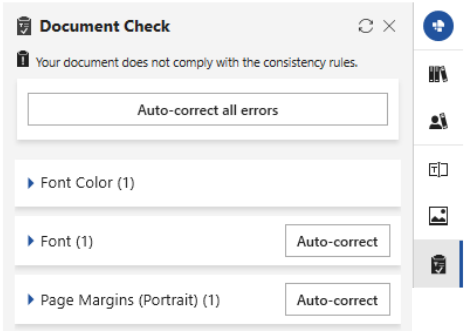 Document Check
Your document does not comply with the consistency rules.
Auto-correct all errors
Font Color (1)
Font (1)
Auto-correct
Page Margins (Portrait) (1)
Auto-correct